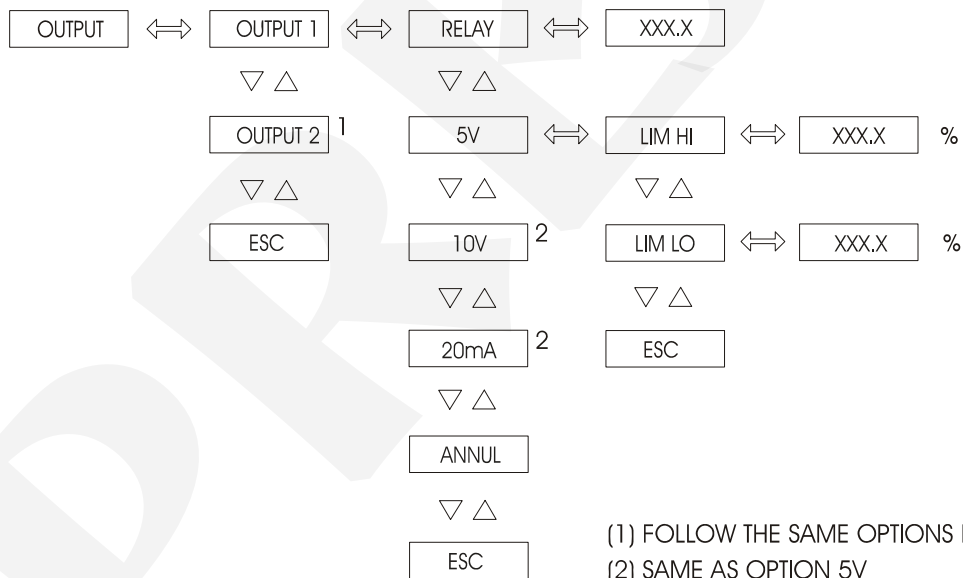 OUTPUT OUTPUT 1 RELAY XXX.X
OUTPUT 2 1 5V LIM HI XXX.X %
ESC 10V 2 LIM LO XXX.X %
20mA 2 ESC
ANNUL
ESC
(1) FOLLOW THE SAME OPTIONS
(2) SAME AS OPTION 5V